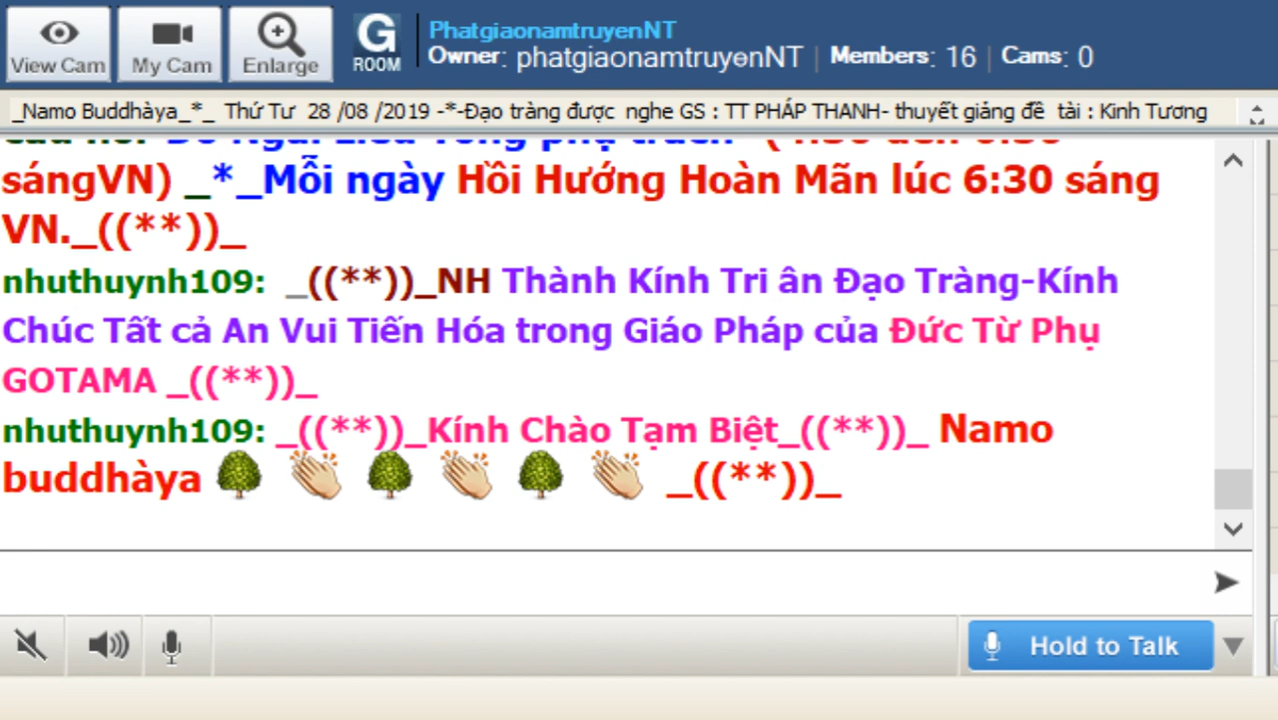 View Cam
My Cam
Enlarge
G
ROOM
PhatgiaonamtruyenNT
Owner: phatgiaonamtruyenNT | Members: 16 | Cams: 0
_Namo Buddhàya_*_ Thứ Tư 28 /08 /2019 -*-Đạo tràng được nghe GS : TT PHÁP THANH- thuyết giảng đề tài : Kinh Tương
sángVN) _*_Mỗi ngày Hồi Hướng Hoàn Mãn lúc 6:30 sáng
VN._((**))_
nhuthuynh109: _((**))_NH Thành Kính Tri ân Đạo Tràng-Kính
Chúc Tất cả An Vui Tiến Hóa trong Giáo Pháp của Đức Từ Phụ
GOTAMA _((**))_
nhuthuynh109: _((**))_Kính Chào Tạm Biệt_((**))_ Namo
buddhàya 🌳 👏 🌳 👏 🌳 👏 _((**))_
Hold to Talk